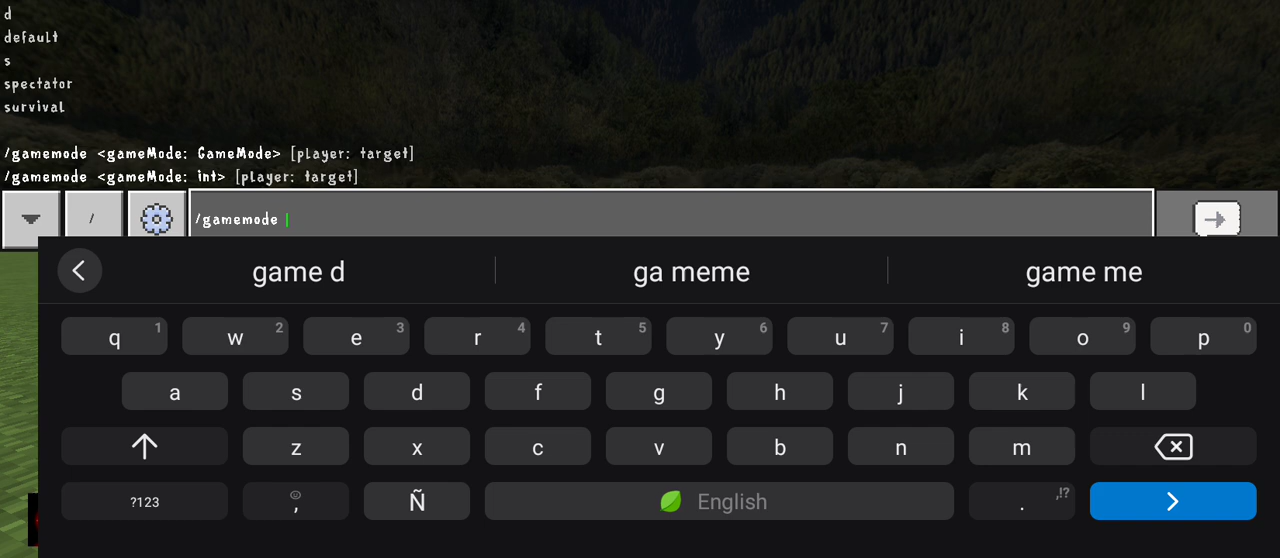 d
default
s
spectator
survival
/gamemode <gameMode: GameMode> [player: target]
/gamemode <gameMode: int> [player: target]
/ /gamemode
game d ga meme game me
q 1 w 2 e 3 r 4 t 5 y 6 u 7 i 8 o 9 p 0
a s d f g h j k l
z x c v b n m
?123 , Ñ English . ,!?